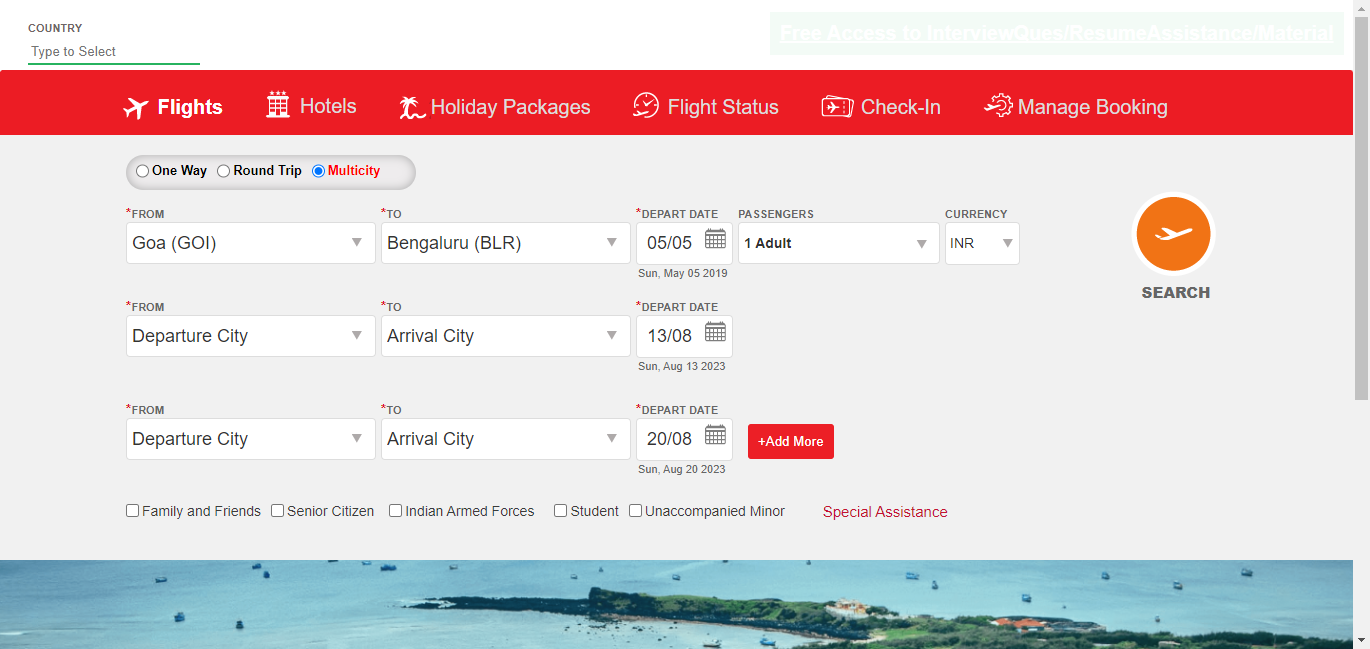 COUNTRY
Type to Select
Free Access to InterviewQues/ResumeAssistance/Material
Flights Hotels Holiday Packages Flight Status Check-In Manage Booking
One Way Round Trip Multicity
*FROM *TO *DEPART DATE PASSENGERS CURRENCY
Goa (GOI) Bengaluru (BLR) 05/05 1 Adult INR
Sun, May 05 2019
SEARCH
*FROM *TO *DEPART DATE
Departure City Arrival City 13/08
Sun, Aug 13 2023
*FROM *TO *DEPART DATE
Departure City Arrival City 20/08 +Add More
Sun, Aug 20 2023
Family and Friends Senior Citizen Indian Armed Forces Student Unaccompanied Minor Special Assistance